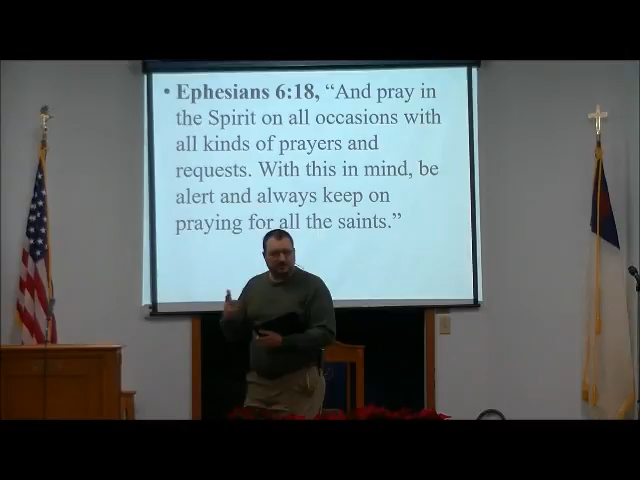 • Ephesians 6:18, “And pray in
the Spirit on all occasions with
all kinds of prayers and
requests. With this in mind, be
alert and always keep on
praying for all the saints.”